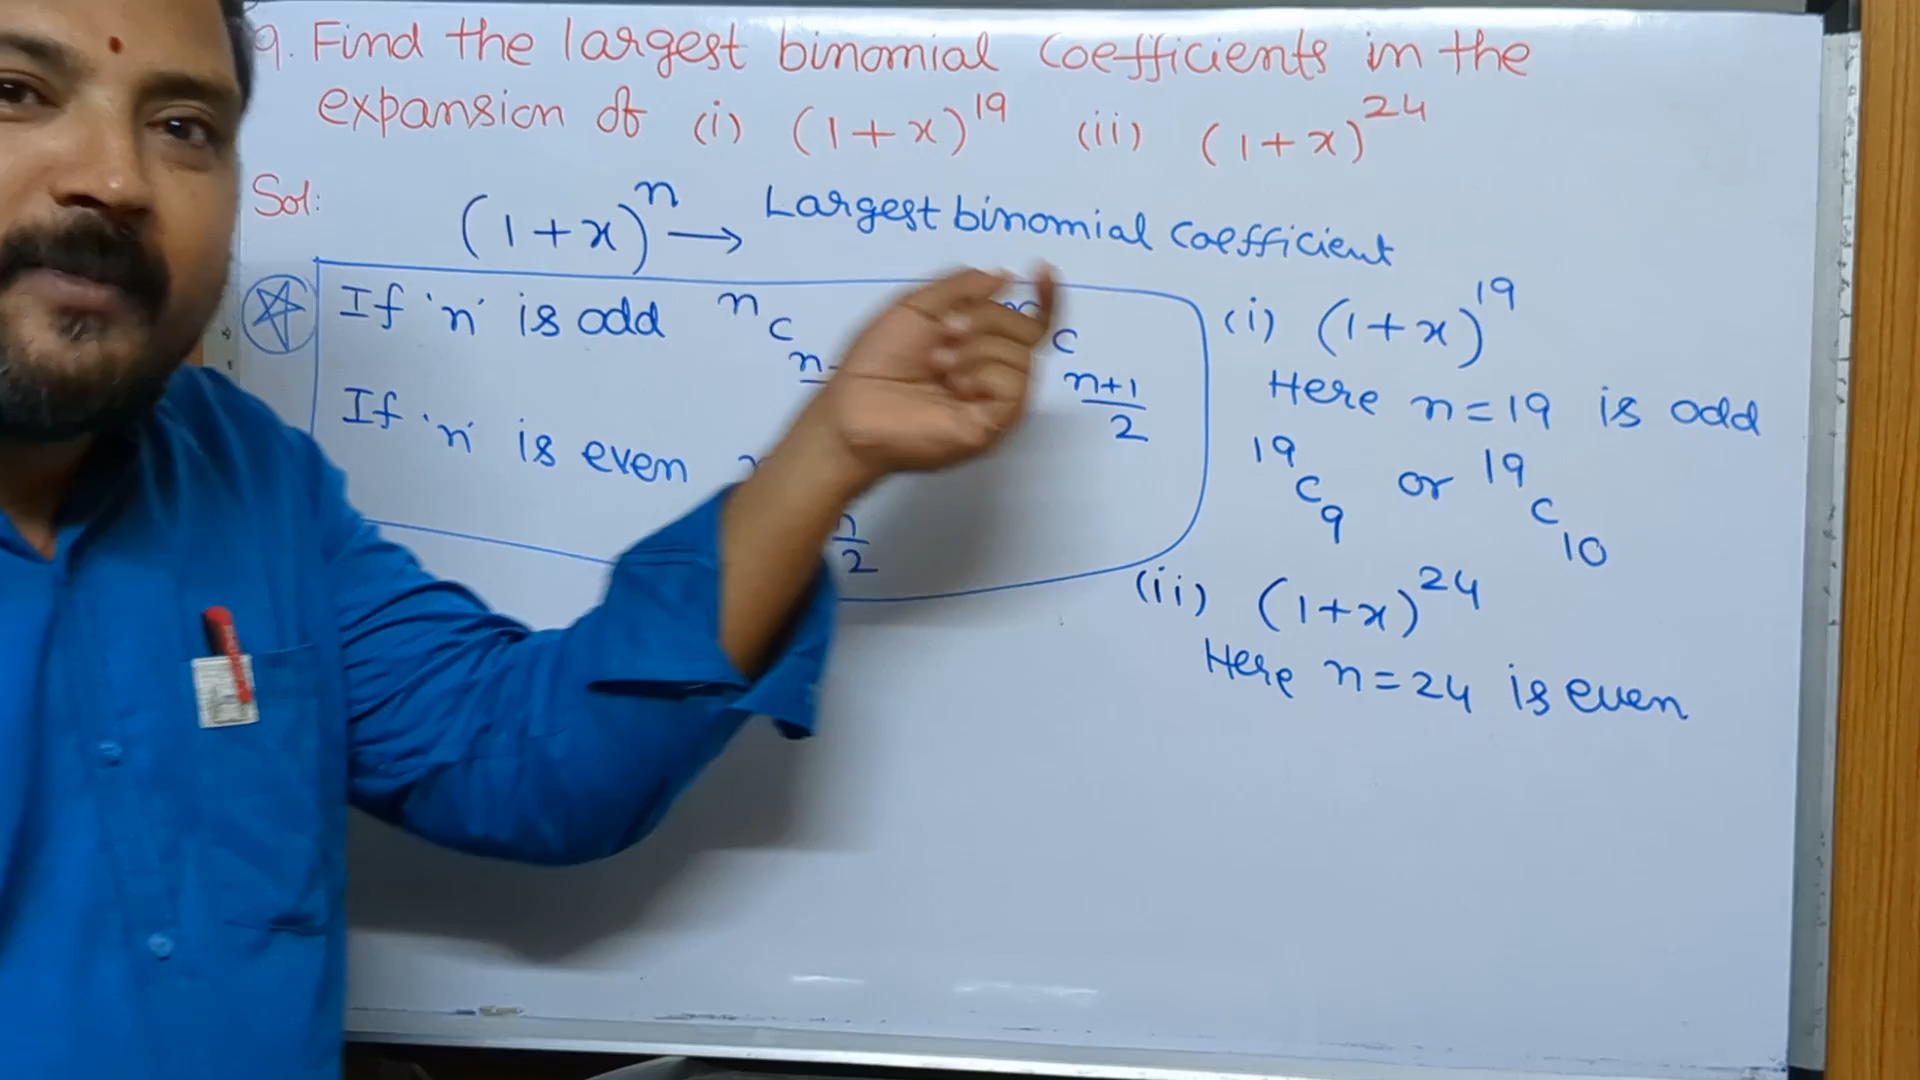 9. Find the largest binomial coefficients in the
expansion of (i) (1+x)^19 (ii) (1+x)^24
Sol:
(1+x)^n → Largest binomial coefficient
If 'n' is odd nC n- C n+1/2
If 'n' is even n/2
(i) (1+x)^19
Here n=19 is odd
19C9 or 19C10
(ii) (1+x)^24
Here n=24 is even